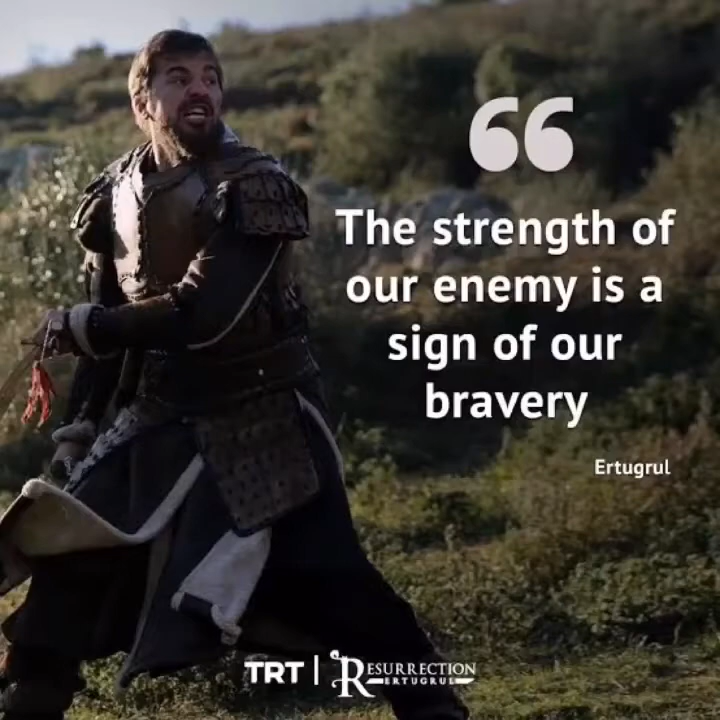 “
The strength of
our enemy is a
sign of our
bravery
Ertugrul
TRT | RESURRECTION
ERTUGRUL